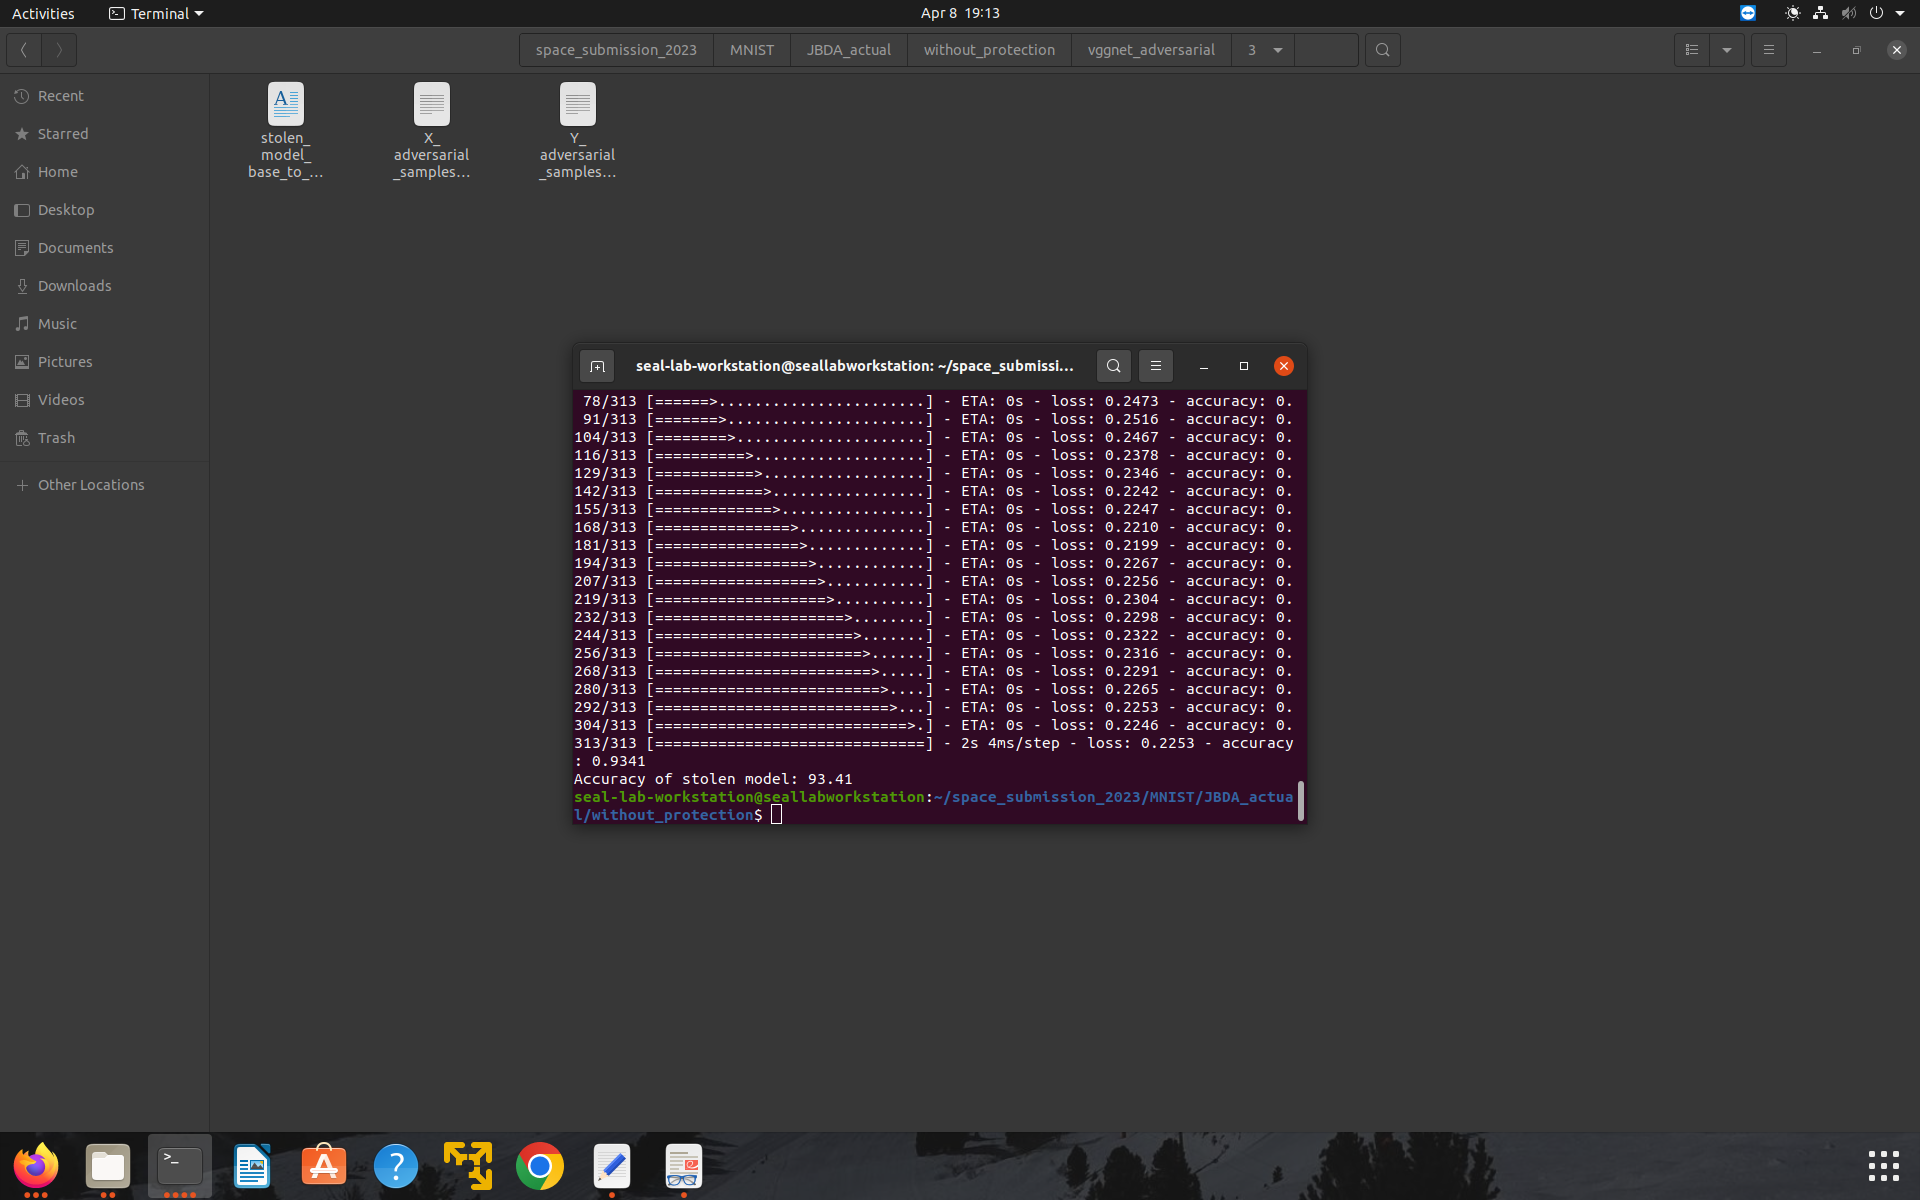 Activities
Terminal
Apr 8 19:13
space_submission_2023
MNIST
JBDA_actual
without_protection
vggnet_adversarial
3
Recent
Starred
Home
Desktop
Documents
Downloads
Music
Pictures
Videos
Trash
Other Locations
stolen_
model_
base_to_...
X_
adversarial
_samples...
Y_
adversarial
_samples...
seal-lab-workstation@seallabworkstation: ~/space_submissi...
78/313 [======>.......................] - ETA: 0s - loss: 0.2473 - accuracy: 0.
91/313 [=======>......................] - ETA: 0s - loss: 0.2516 - accuracy: 0.
104/313 [========>.....................] - ETA: 0s - loss: 0.2467 - accuracy: 0.
116/313 [==========>...................] - ETA: 0s - loss: 0.2378 - accuracy: 0.
129/313 [===========>..................] - ETA: 0s - loss: 0.2346 - accuracy: 0.
142/313 [============>.................] - ETA: 0s - loss: 0.2242 - accuracy: 0.
155/313 [=============>................] - ETA: 0s - loss: 0.2247 - accuracy: 0.
168/313 [===============>..............] - ETA: 0s - loss: 0.2210 - accuracy: 0.
181/313 [================>.............] - ETA: 0s - loss: 0.2199 - accuracy: 0.
194/313 [=================>............] - ETA: 0s - loss: 0.2267 - accuracy: 0.
207/313 [==================>...........] - ETA: 0s - loss: 0.2256 - accuracy: 0.
219/313 [===================>..........] - ETA: 0s - loss: 0.2304 - accuracy: 0.
232/313 [=====================>........] - ETA: 0s - loss: 0.2298 - accuracy: 0.
244/313 [======================>.......] - ETA: 0s - loss: 0.2322 - accuracy: 0.
256/313 [=======================>......] - ETA: 0s - loss: 0.2316 - accuracy: 0.
268/313 [========================>.....] - ETA: 0s - loss: 0.2291 - accuracy: 0.
280/313 [=========================>....] - ETA: 0s - loss: 0.2265 - accuracy: 0.
292/313 [==========================>...] - ETA: 0s - loss: 0.2253 - accuracy: 0.
304/313 [============================>.] - ETA: 0s - loss: 0.2246 - accuracy: 0.
313/313 [==============================] - 2s 4ms/step - loss: 0.2253 - accuracy
: 0.9341
Accuracy of stolen model: 93.41
seal-lab-workstation@seallabworkstation:~/space_submission_2023/MNIST/JBDA_actua
l/without_protection$